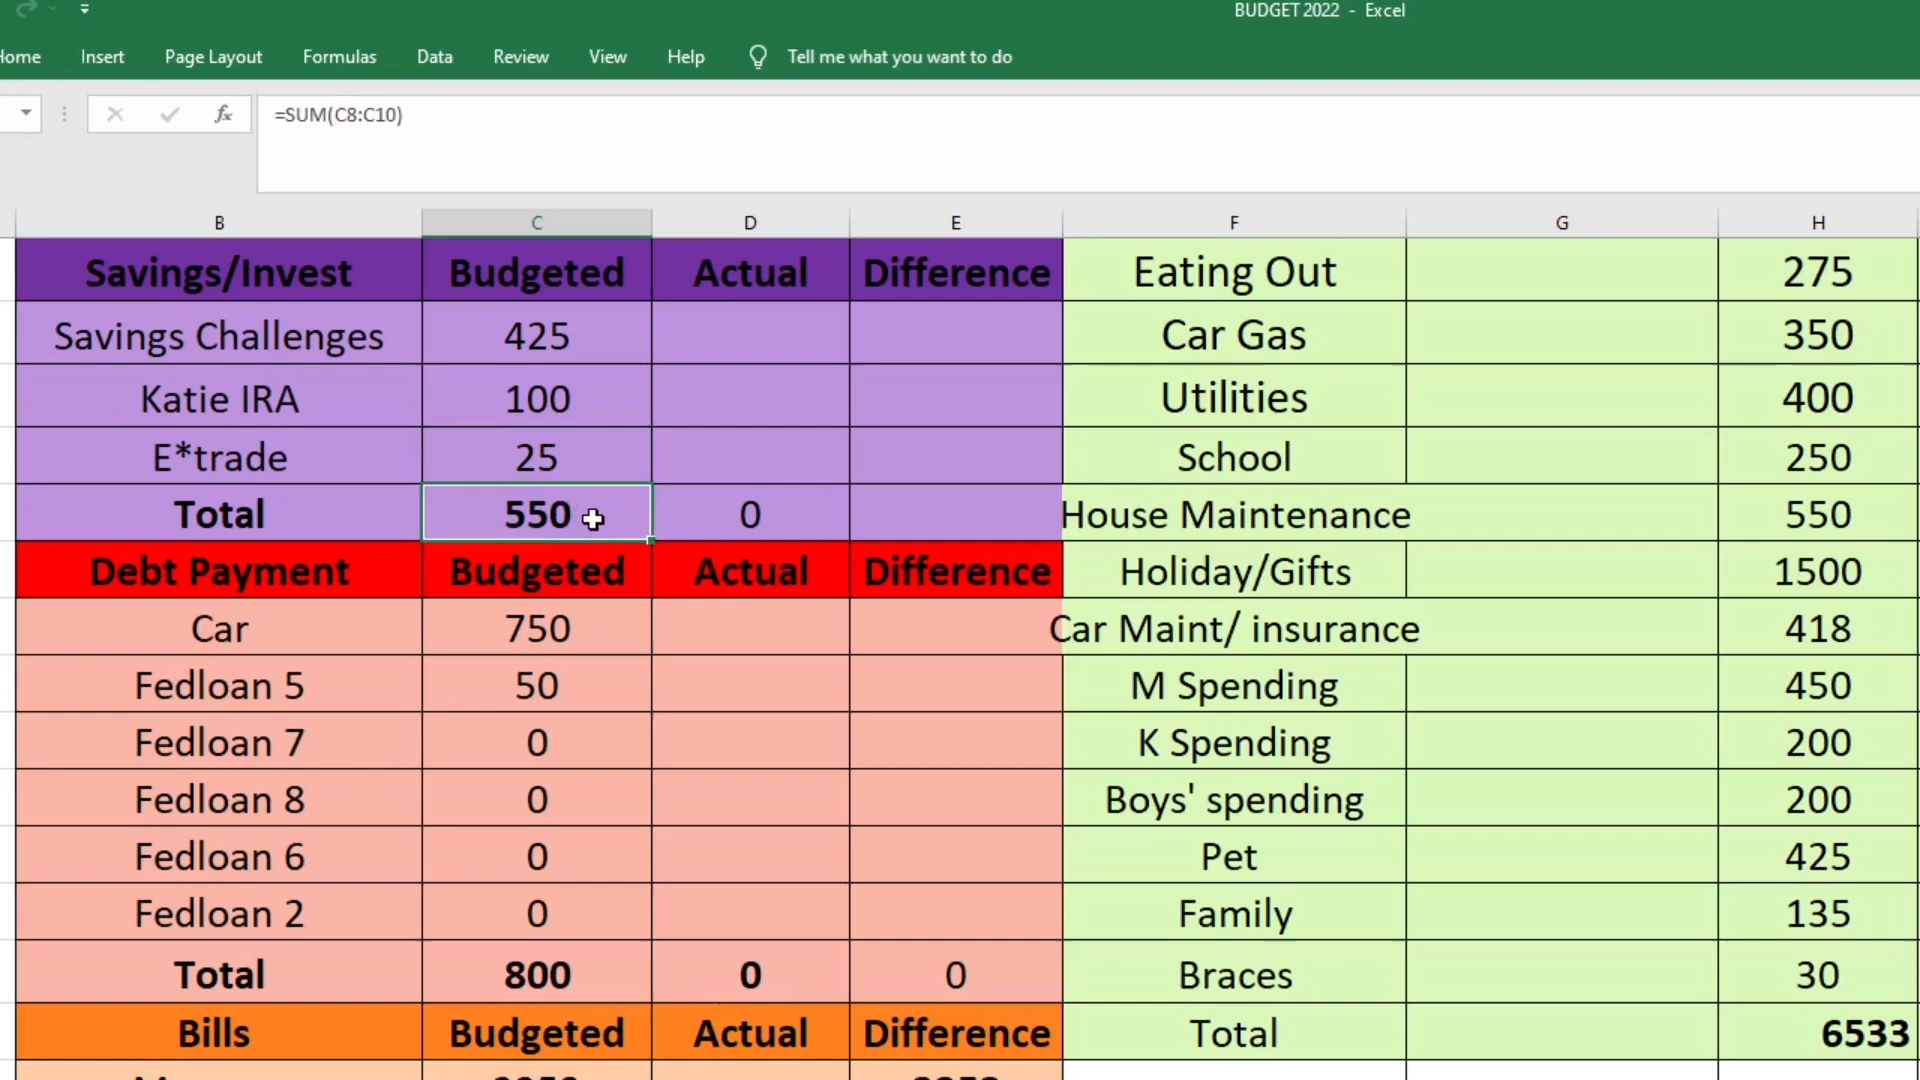 BUDGET 2022 - Excel
Home Insert Page Layout Formulas Data Review View Help Tell me what you want to do
fx =SUM(C8:C10)
B C D E F G H
Savings/Invest Budgeted Actual Difference Eating Out 275
Savings Challenges 425 Car Gas 350
Katie IRA 100 Utilities 400
E*trade 25 School 250
Total 550 0 House Maintenance 550
Debt Payment Budgeted Actual Difference Holiday/Gifts 1500
Car 750 Car Maint/ insurance 418
Fedloan 5 50 M Spending 450
Fedloan 7 0 K Spending 200
Fedloan 8 0 Boys' spending 200
Fedloan 6 0 Pet 425
Fedloan 2 0 Family 135
Total 800 0 0 Braces 30
Bills Budgeted Actual Difference Total 6533